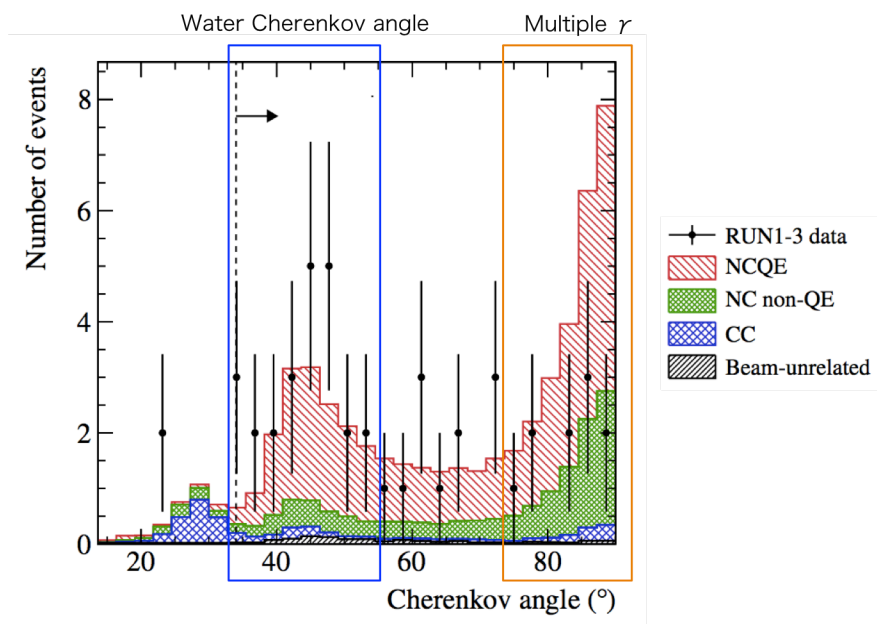 Water Cherenkov angle
Multiple γ
Number of events
8
6
4
2
0
20
40
60
80
Cherenkov angle (°)
RUN1-3 data
NCQE
NC non-QE
CC
Beam-unrelated